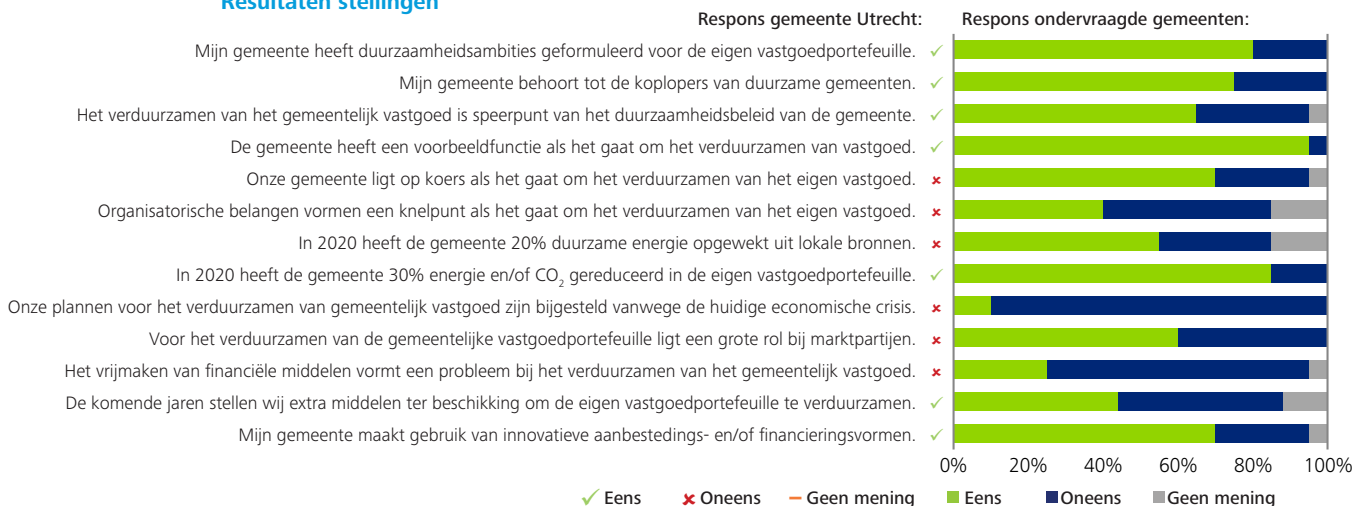 Resultaten stellingen
Respons gemeente Utrecht: Respons ondervraagde gemeenten:
Mijn gemeente heeft duurzaamheidsambities geformuleerd voor de eigen vastgoedportefeuille. ✓
Mijn gemeente behoort tot de koplopers van duurzame gemeenten. ✓
Het verduurzamen van het gemeentelijk vastgoed is speerpunt van het duurzaamheidsbeleid van de gemeente. ✓
De gemeente heeft een voorbeeldfunctie als het gaat om het verduurzamen van vastgoed. ✓
Onze gemeente ligt op koers als het gaat om het verduurzamen van het eigen vastgoed. ×
Organisatorische belangen vormen een knelpunt als het gaat om het verduurzamen van het eigen vastgoed. ×
In 2020 heeft de gemeente 20% duurzame energie opgewekt uit lokale bronnen. ×
In 2020 heeft de gemeente 30% energie en/of CO₂ gereduceerd in de eigen vastgoedportefeuille. ✓
Onze plannen voor het verduurzamen van gemeentelijk vastgoed zijn bijgesteld vanwege de huidige economische crisis. ×
Voor het verduurzamen van de gemeentelijke vastgoedportefeuille ligt een grote rol bij marktpartijen. ×
Het vrijmaken van financiële middelen vormt een probleem bij het verduurzamen van het gemeentelijk vastgoed. ×
De komende jaren stellen wij extra middelen ter beschikking om de eigen vastgoedportefeuille te verduurzamen. ✓
Mijn gemeente maakt gebruik van innovatieve aanbestedings- en/of financieringsvormen. ✓
0% 20% 40% 60% 80% 100%
✓ Eens × Oneens – Geen mening Eens Oneens Geen mening